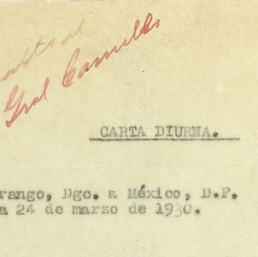 Gral Carrillo
CARTA DIURNA.
rango, Dgo. a México, D.F.
a 24 de marzo de 1930.